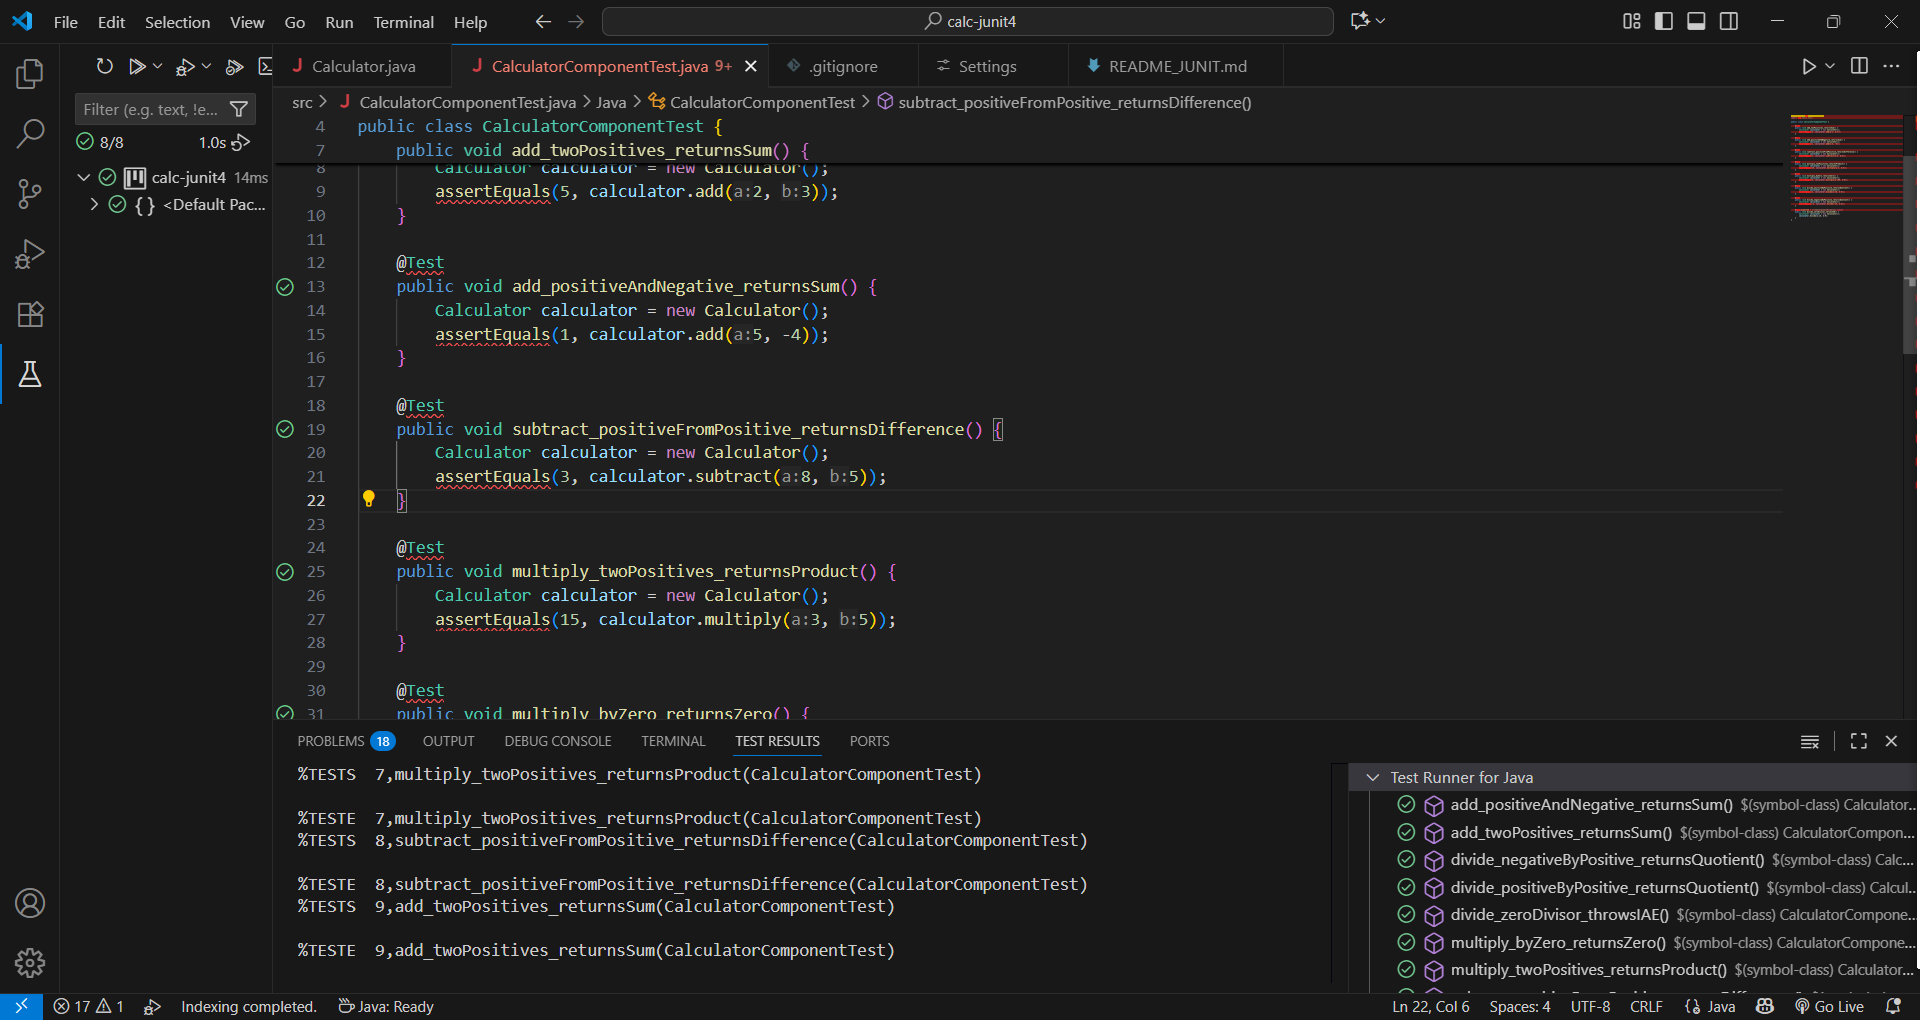 File Edit Selection View Go Run Terminal Help
calc-junit4
Calculator.java
CalculatorComponentTest.java 9+
.gitignore
Settings
README_JUNIT.md
Filter (e.g. text, !e...
8/8 1.0s
calc-junit4 14ms
{} <Default Pac...
src > CalculatorComponentTest.java > Java > CalculatorComponentTest > subtract_positiveFromPositive_returnsDifference()
4 public class CalculatorComponentTest {
7 public void add_twoPositives_returnsSum() {
8 Calculator calculator = new Calculator();
9 assertEquals(5, calculator.add(a:2, b:3));
10 }
11
12 @Test
13 public void add_positiveAndNegative_returnsSum() {
14 Calculator calculator = new Calculator();
15 assertEquals(1, calculator.add(a:5, -4));
16 }
17
18 @Test
19 public void subtract_positiveFromPositive_returnsDifference() {
20 Calculator calculator = new Calculator();
21 assertEquals(3, calculator.subtract(a:8, b:5));
22 }
23
24 @Test
25 public void multiply_twoPositives_returnsProduct() {
26 Calculator calculator = new Calculator();
27 assertEquals(15, calculator.multiply(a:3, b:5));
28 }
29
30 @Test
31 public void multiply_byZero_returnsZero() {
PROBLEMS 18 OUTPUT DEBUG CONSOLE TERMINAL TEST RESULTS PORTS
%TESTS 7,multiply_twoPositives_returnsProduct(CalculatorComponentTest)
%TESTE 7,multiply_twoPositives_returnsProduct(CalculatorComponentTest)
%TESTS 8,subtract_positiveFromPositive_returnsDifference(CalculatorComponentTest)
%TESTE 8,subtract_positiveFromPositive_returnsDifference(CalculatorComponentTest)
%TESTS 9,add_twoPositives_returnsSum(CalculatorComponentTest)
%TESTE 9,add_twoPositives_returnsSum(CalculatorComponentTest)
Test Runner for Java
add_positiveAndNegative_returnsSum() $(symbol-class) Calculator...
add_twoPositives_returnsSum() $(symbol-class) CalculatorCompon...
divide_negativeByPositive_returnsQuotient() $(symbol-class) Calc...
divide_positiveByPositive_returnsQuotient() $(symbol-class) Calcul...
divide_zeroDivisor_throwsIAE() $(symbol-class) CalculatorCompone...
multiply_byZero_returnsZero() $(symbol-class) CalculatorCompone...
multiply_twoPositives_returnsProduct() $(symbol-class) Calculator...
17 1 Indexing completed. Java: Ready Ln 22, Col 6 Spaces: 4 UTF-8 CRLF Java Go Live